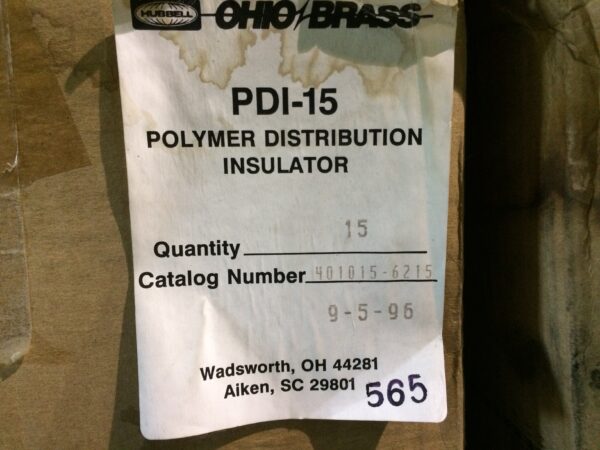 HUBBELL OHIO BRASS
PDI-15
POLYMER DISTRIBUTION
INSULATOR
15
Quantity
Catalog Number 401015-6215
9-5-96
Wadsworth, OH 44281
Aiken, SC 29801 565